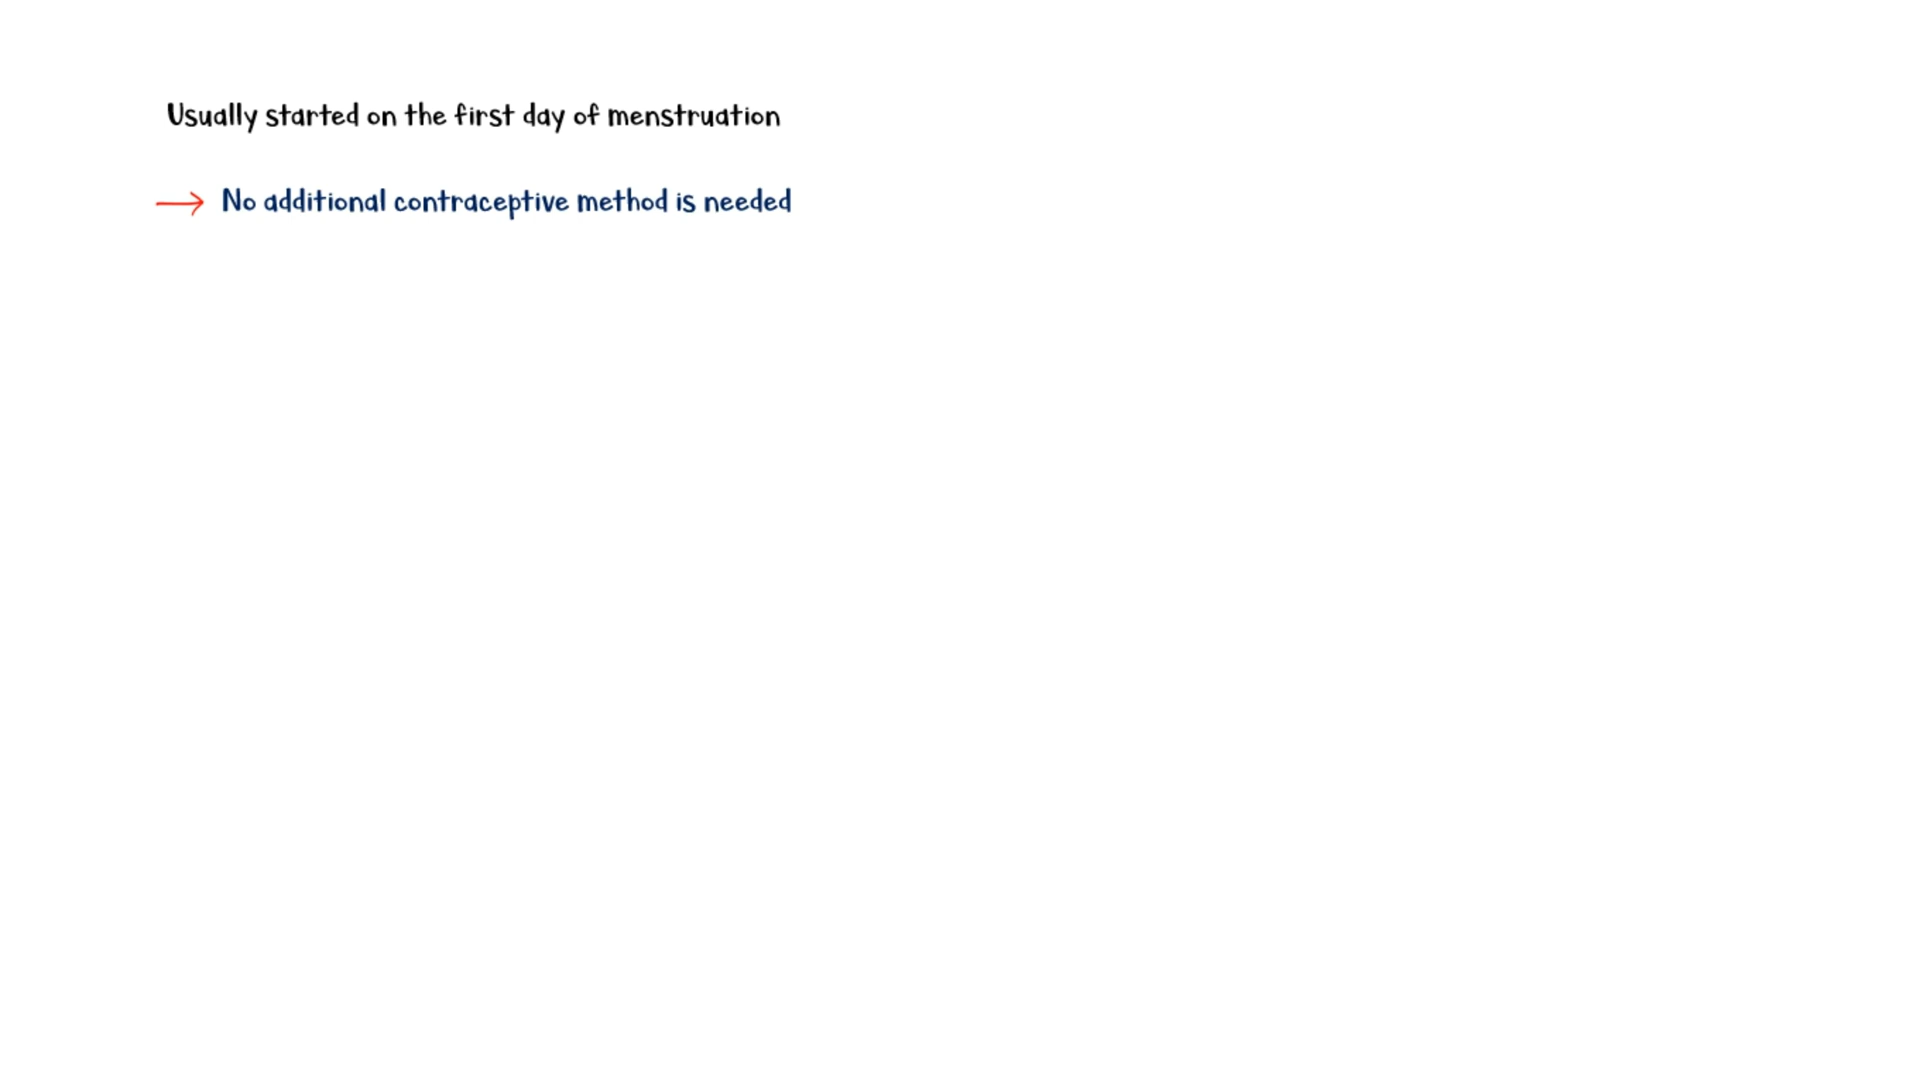 Usually started on the first day of menstruation
→ No additional contraceptive method is needed